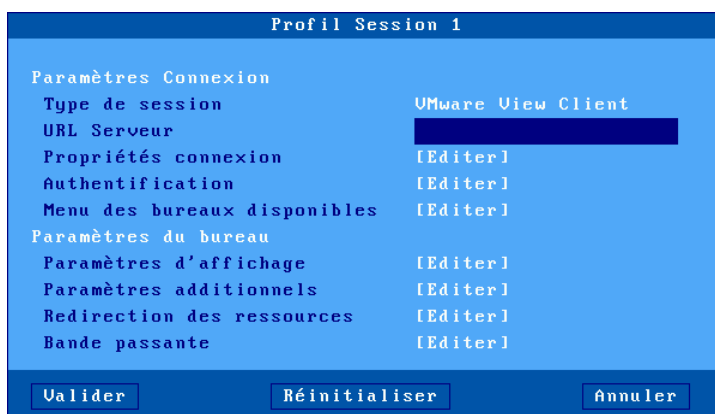 Profil Session 1
Paramètres Connexion
Type de session VMware View Client
URL Serveur
Propriétés connexion [Editer]
Authentification [Editer]
Menu des bureaux disponibles [Editer]
Paramètres du bureau
Paramètres d'affichage [Editer]
Paramètres additionnels [Editer]
Redirection des ressources [Editer]
Bande passante [Editer]
Valider Réinitialiser Annuler